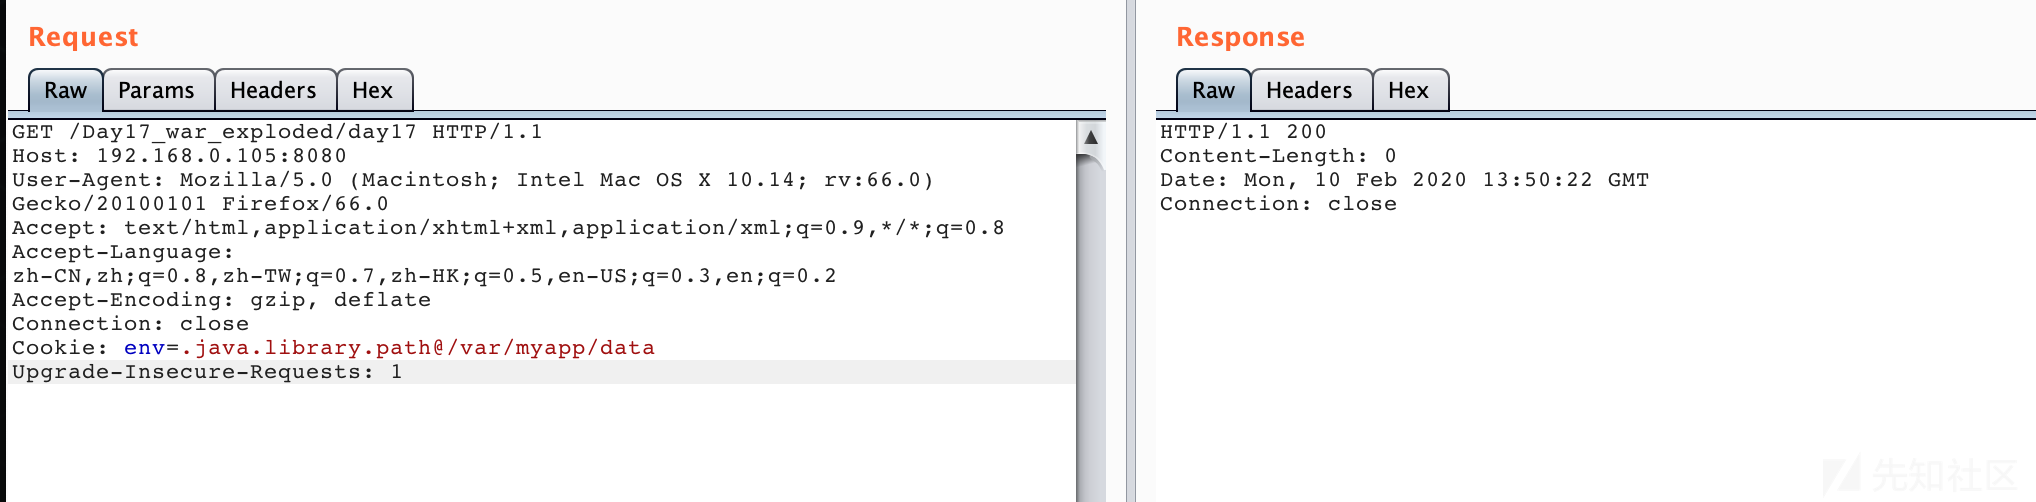 Request
Raw Params Headers Hex
GET /Day17_war_exploded/day17 HTTP/1.1
Host: 192.168.0.105:8080
User-Agent: Mozilla/5.0 (Macintosh; Intel Mac OS X 10.14; rv:66.0)
Gecko/20100101 Firefox/66.0
Accept: text/html,application/xhtml+xml,application/xml;q=0.9,*/*;q=0.8
Accept-Language:
zh-CN,zh;q=0.8,zh-TW;q=0.7,zh-HK;q=0.5,en-US;q=0.3,en;q=0.2
Accept-Encoding: gzip, deflate
Connection: close
Cookie: env=.java.library.path@/var/myapp/data
Upgrade-Insecure-Requests: 1
Response
Raw Headers Hex
HTTP/1.1 200
Content-Length: 0
Date: Mon, 10 Feb 2020 13:50:22 GMT
Connection: close
先知社区